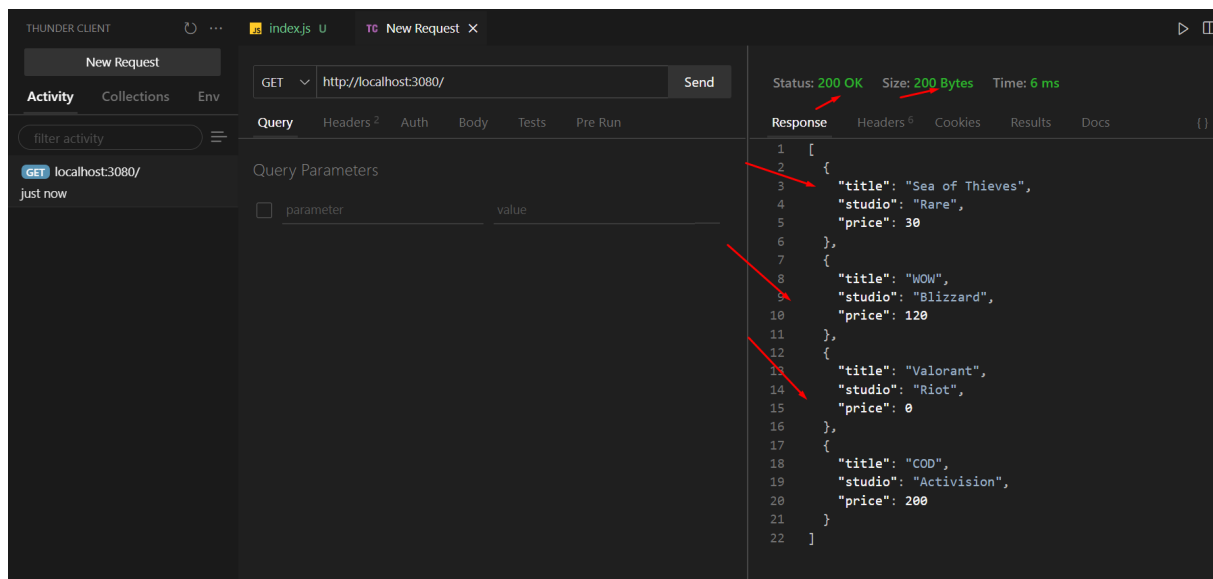 THUNDER CLIENT
New Request
Activity Collections Env
filter activity
GET localhost:3080/
just now
JS index.js U TC New Request
GET http://localhost:3080/ Send
Query Headers 2 Auth Body Tests Pre Run
Query Parameters
parameter value
Status: 200 OK Size: 200 Bytes Time: 6 ms
Response Headers 6 Cookies Results Docs {}
1 [
2 {
3 "title": "Sea of Thieves",
4 "studio": "Rare",
5 "price": 30
6 },
7 {
8 "title": "WOW",
9 "studio": "Blizzard",
10 "price": 120
11 },
12 {
13 "title": "Valorant",
14 "studio": "Riot",
15 "price": 0
16 },
17 {
18 "title": "COD",
19 "studio": "Activision",
20 "price": 200
21 }
22 ]